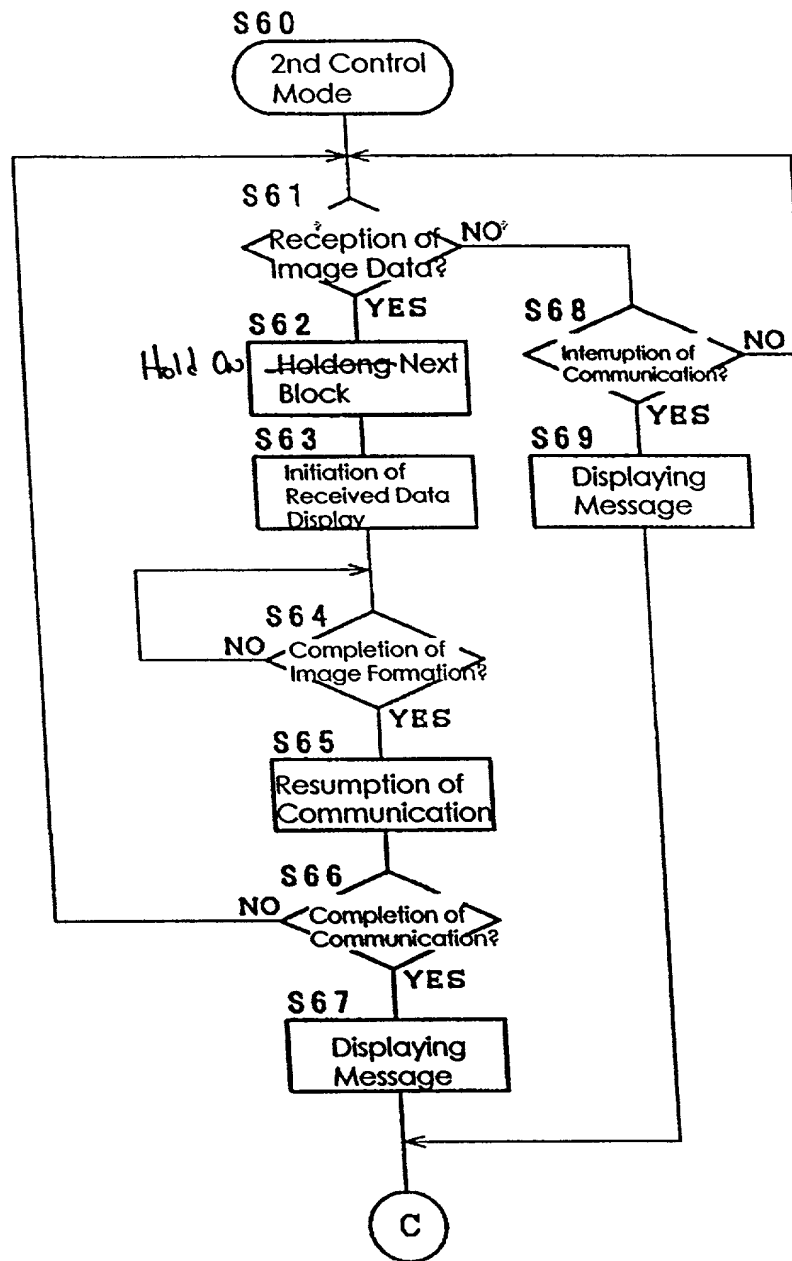 S60
2nd Control
Mode
S61
Reception of
Image Data?
NO
YES
S62
Hold On
Holdong Next
Block
S63
Initiation of
Received Data
Display
S64
NO
Completion of
Image Formation?
YES
S65
Resumption of
Communication
S66
NO
Completion of
Communication?
YES
S67
Displaying
Message
S68
Interruption of
Communication?
NO
YES
S69
Displaying
Message
C